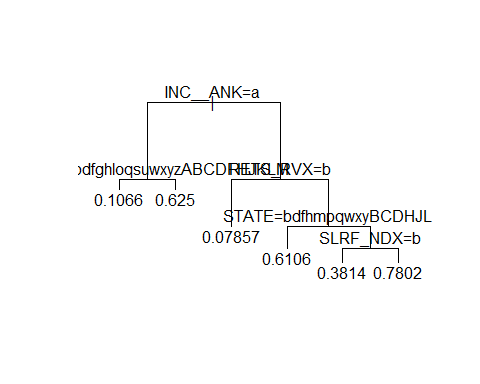 INC__ANK=a
0.1066 0.625
0.07857
STATE=bdfhmpqwxyBCDHJL
0.6106
SLRF_NDX=b
0.3814 0.7802